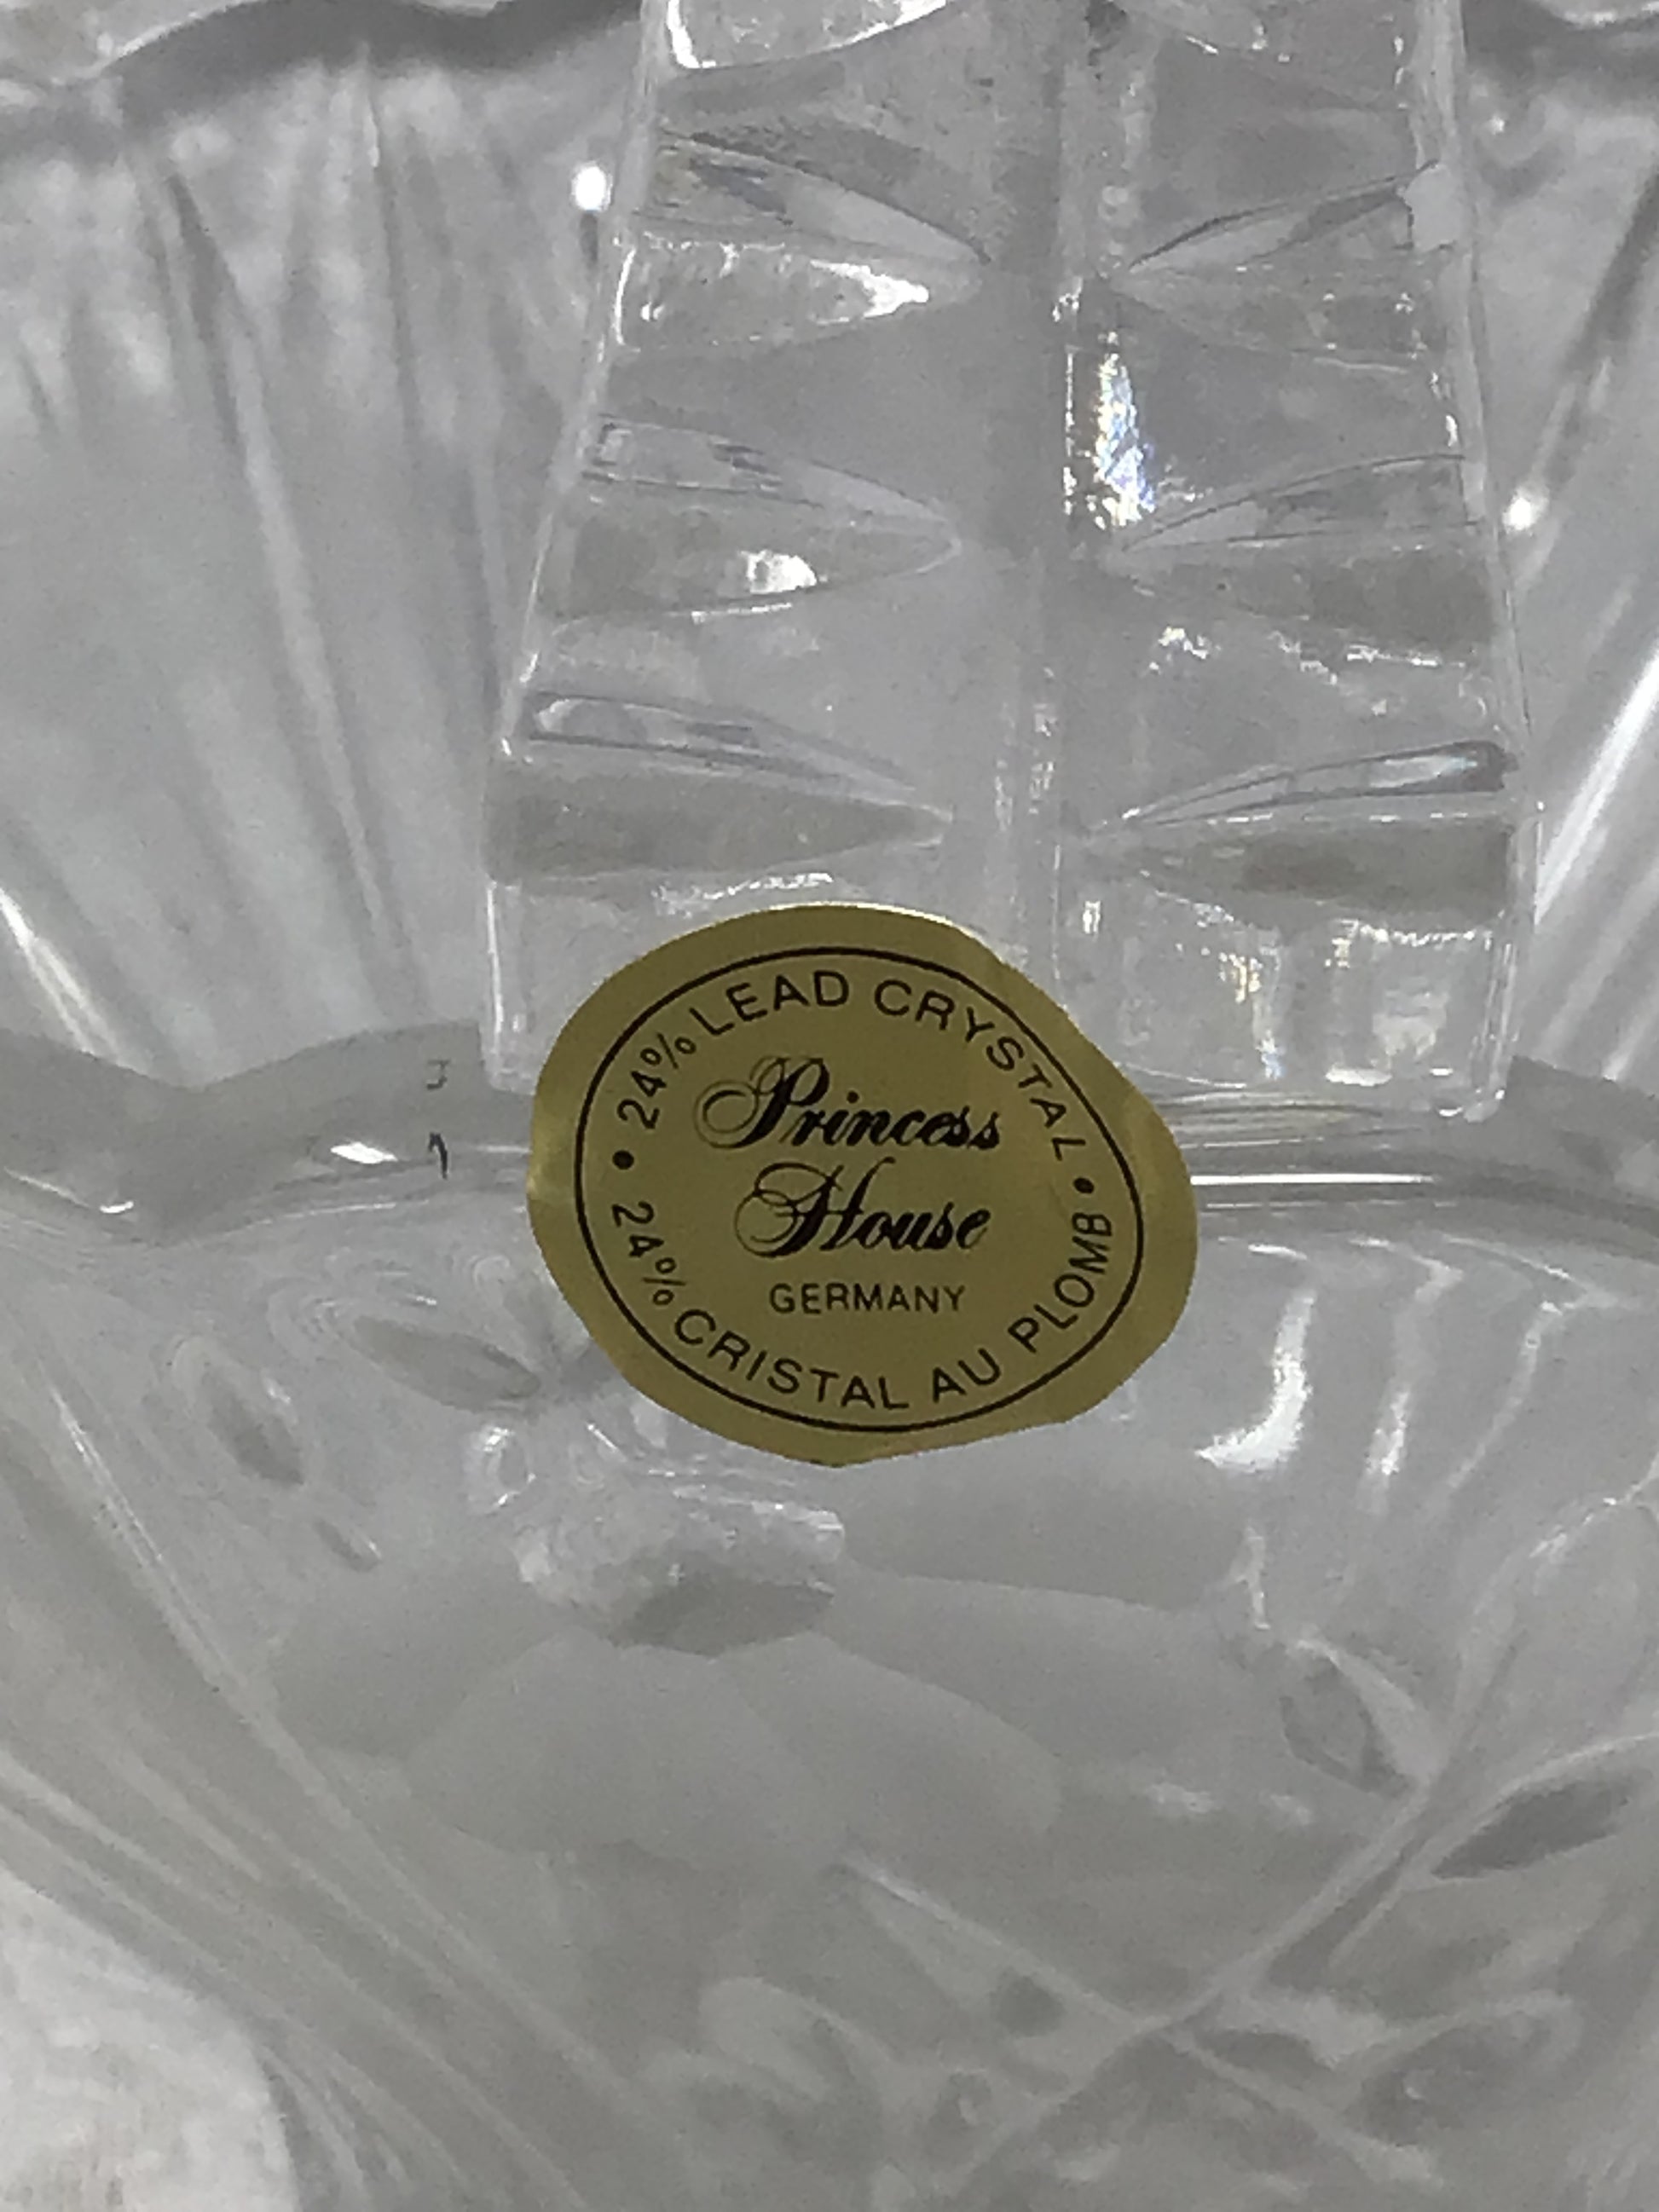 • 24% LEAD CRYSTAL •
Princess
House
GERMANY
24% CRISTAL AU PLOMB